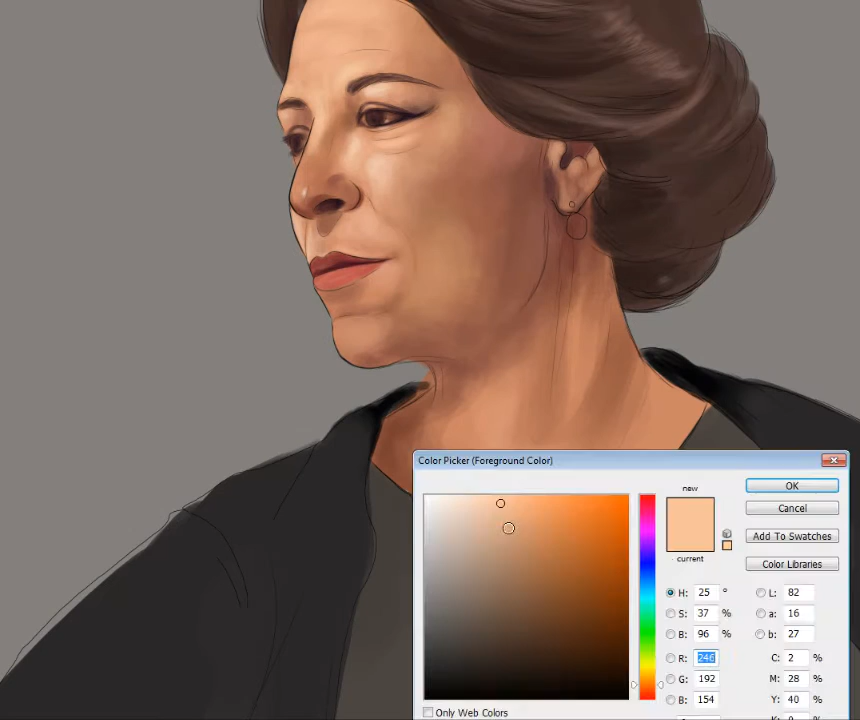 Color Picker (Foreground Color)
new
current
OK
Cancel
Add To Swatches
Color Libraries
H: 25 °
S: 37 %
B: 96 %
R: 246
G: 192
B: 154
L: 82
a: 16
b: 27
C: 2 %
M: 28 %
Y: 40 %
Only Web Colors